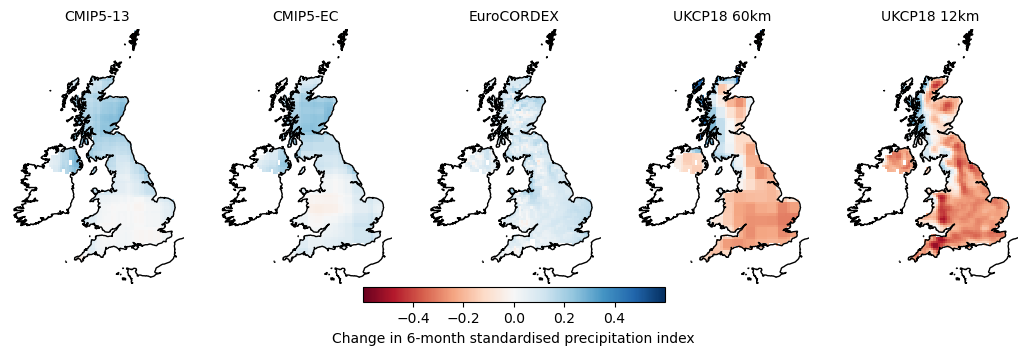 CMIP5-13 CMIP5-EC EuroCORDEX UKCP18 60km UKCP18 12km
−0.4 −0.2 0.0 0.2 0.4
Change in 6-month standardised precipitation index